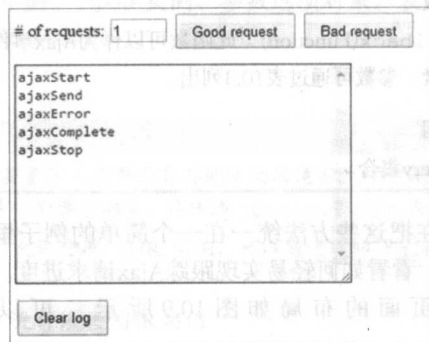 # of requests: 1 Good request Bad request
ajaxStart
ajaxSend
ajaxError
ajaxComplete
ajaxStop
Clear log